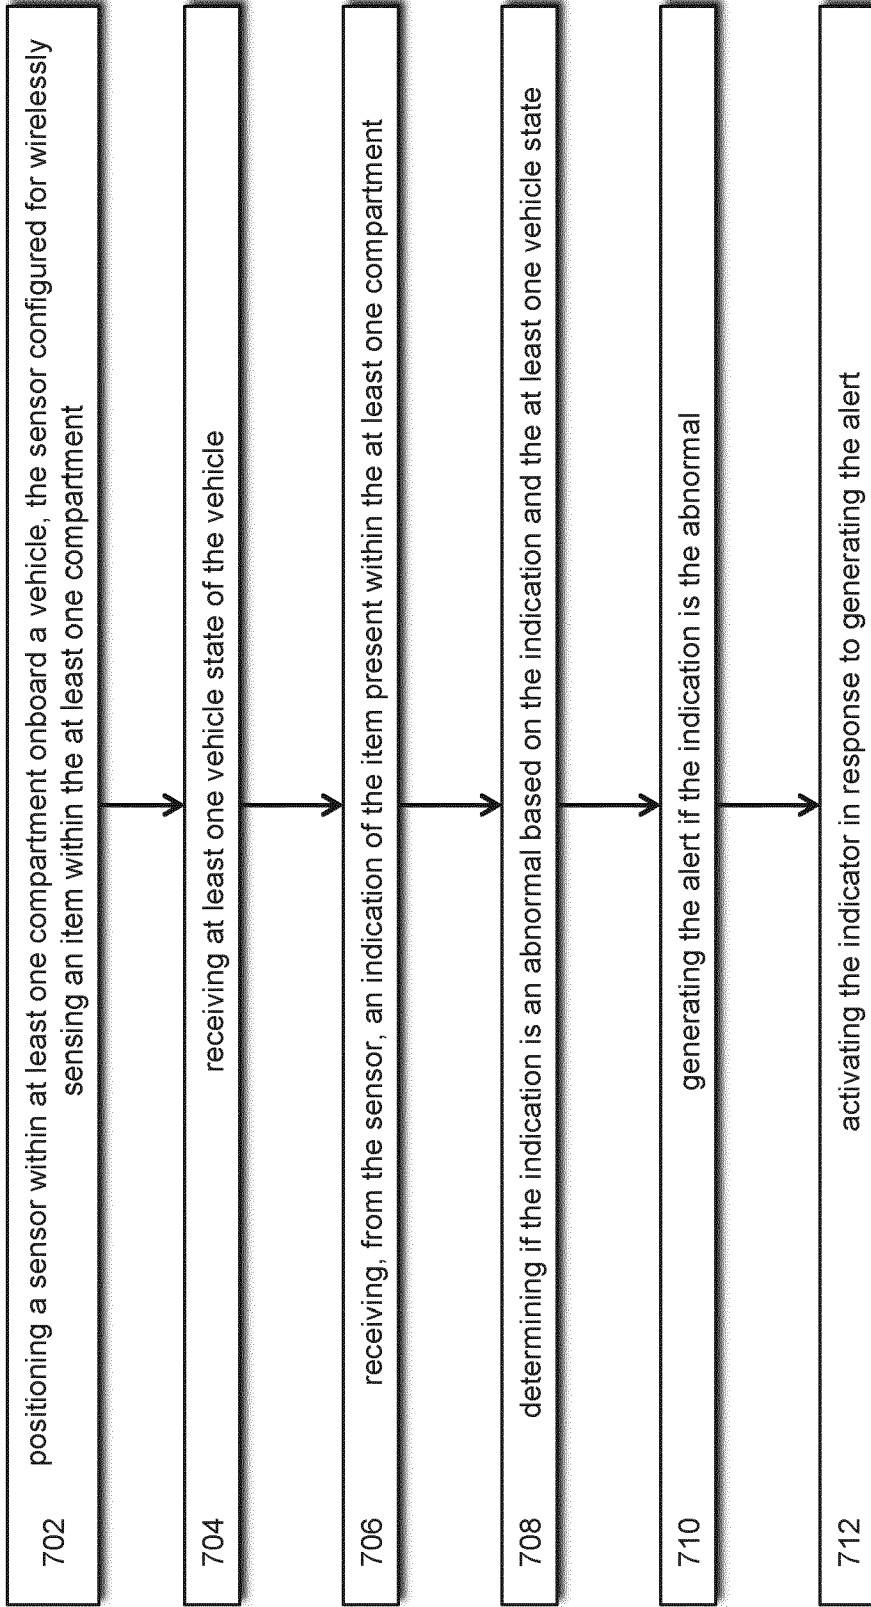 702
positioning a sensor within at least one compartment onboard a vehicle, the sensor configured for wirelessly
sensing an item within the at least one compartment
704
receiving at least one vehicle state of the vehicle
706
receiving, from the sensor, an indication of the item present within the at least one compartment
708
determining if the indication is an abnormal based on the indication and the at least one vehicle state
710
generating the alert if the indication is the abnormal
712
activating the indicator in response to generating the alert